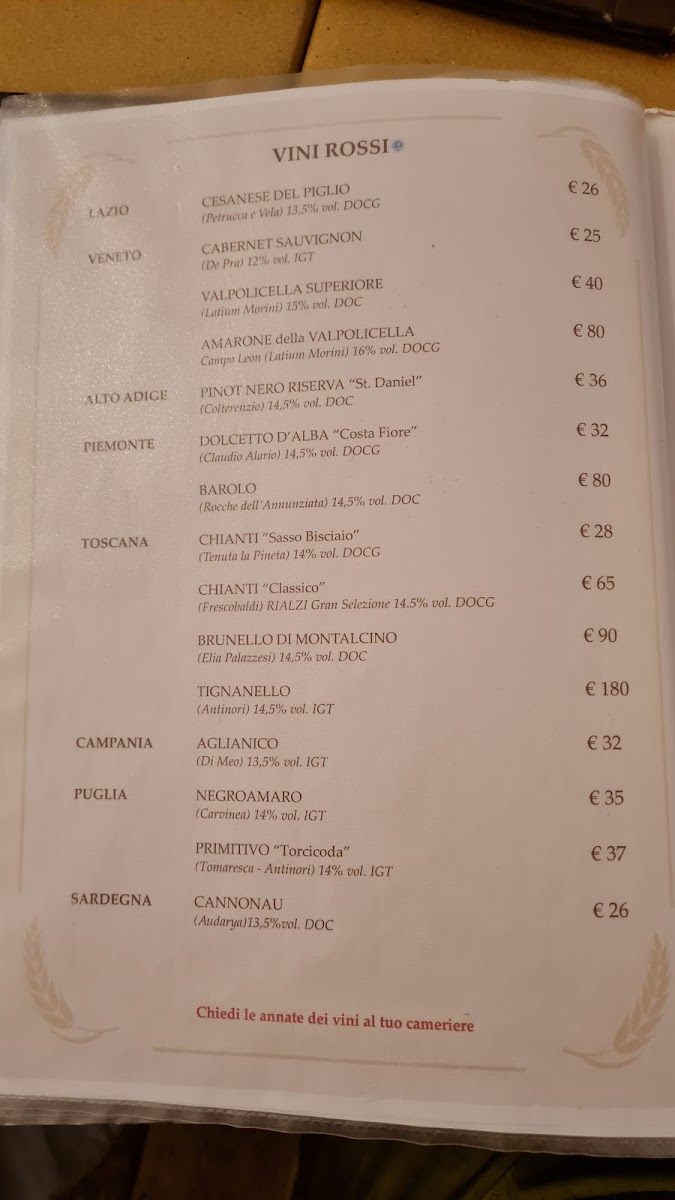 VINI ROSSI
LAZIO
CESANESE DEL PIGLIO € 26
(Petrucca e Vela) 13,5% vol. DOCG
VENETO
CABERNET SAUVIGNON € 25
(De Pra) 12% vol. IGT
VALPOLICELLA SUPERIORE € 40
(Latium Morini) 15% vol. DOC
AMARONE della VALPOLICELLA € 80
Campo Leon (Latium Morini) 16% vol. DOCG
ALTO ADIGE
PINOT NERO RISERVA "St. Daniel" € 36
(Colterenzio) 14,5% vol. DOC
PIEMONTE
DOLCETTO D'ALBA "Costa Fiore" € 32
(Claudio Alario) 14,5% vol. DOCG
BAROLO € 80
(Rocche dell'Annunziata) 14,5% vol. DOC
TOSCANA
CHIANTI "Sasso Bisciaio" € 28
(Tenuta la Pineta) 14% vol. DOCG
CHIANTI "Classico" € 65
(Frescobaldi) RIALZI Gran Selezione 14.5% vol. DOCG
BRUNELLO DI MONTALCINO € 90
(Elia Palazzesi) 14,5% vol. DOC
TIGNANELLO € 180
(Antinori) 14,5% vol. IGT
CAMPANIA
AGLIANICO € 32
(Di Meo) 13,5% vol. IGT
PUGLIA
NEGROAMARO € 35
(Carvinea) 14% vol. IGT
PRIMITIVO "Torcicoda" € 37
(Tomaresca - Antinori) 14% vol. IGT
SARDEGNA
CANNONAU € 26
(Audarya)13,5%vol. DOC
Chiedi le annate dei vini al tuo cameriere